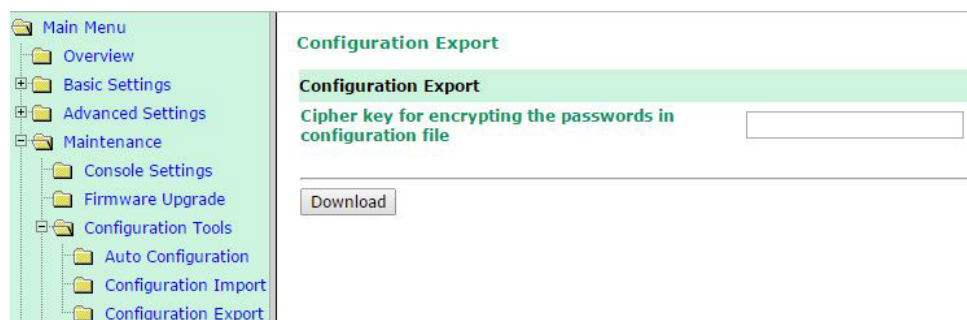 Main Menu
Overview
Basic Settings
Advanced Settings
Maintenance
Console Settings
Firmware Upgrade
Configuration Tools
Auto Configuration
Configuration Import
Configuration Export
Configuration Export
Configuration Export
Cipher key for encrypting the passwords in
configuration file
Download